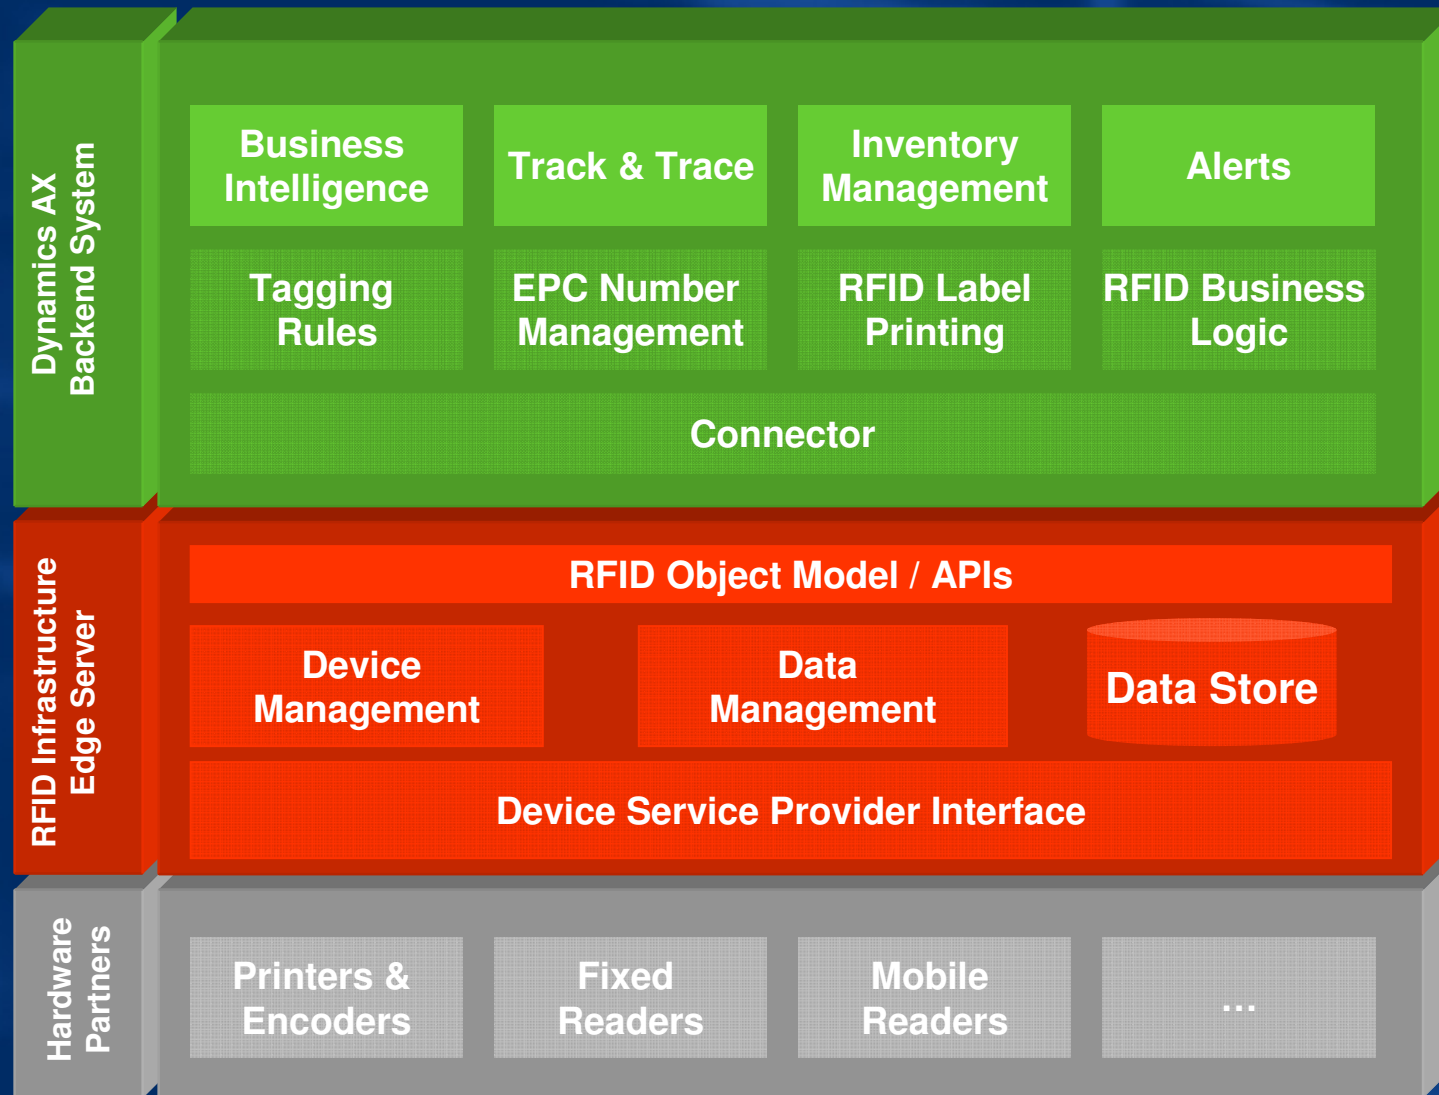 Dynamics AX
Backend System
Business
Intelligence
Track & Trace
Inventory
Management
Alerts
Tagging
Rules
EPC Number
Management
RFID Label
Printing
RFID Business
Logic
Connector
RFID Infrastructure
Edge Server
RFID Object Model / APIs
Device
Management
Data
Management
Data Store
Device Service Provider Interface
Hardware
Partners
Printers &
Encoders
Fixed
Readers
Mobile
Readers
...